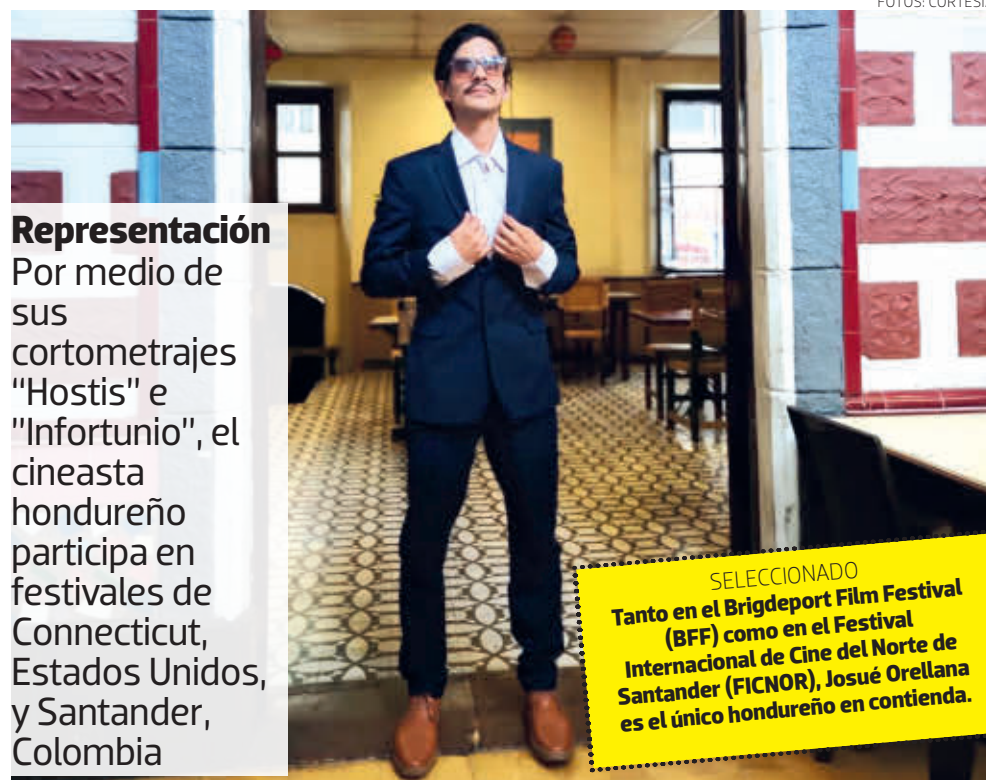 FOTOS: CORTESÍA
Representación
Por medio de
sus
cortometrajes
“Hostis” e
”Infortunio”, el
cineasta
hondureño
participa en
festivales de
Connecticut,
Estados Unidos,
y Santander,
Colombia
SELECCIONADO
Tanto en el Brigdeport Film Festival
(BFF) como en el Festival
Internacional de Cine del Norte de
Santander (FICNOR), Josué Orellana
es el único hondureño en contienda.